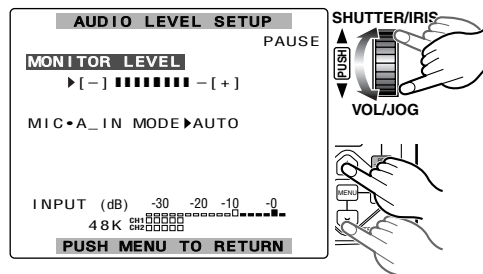 AUDIO LEVEL SETUP
PAUSE
MONITOR LEVEL
[–] –[+]
MIC•A_IN MODE▶AUTO
INPUT (dB) -30 -20 -10 -0
48K CH1
CH2
PUSH MENU TO RETURN
SHUTTER/IRIS
PUSH
VOL/JOG
MENU